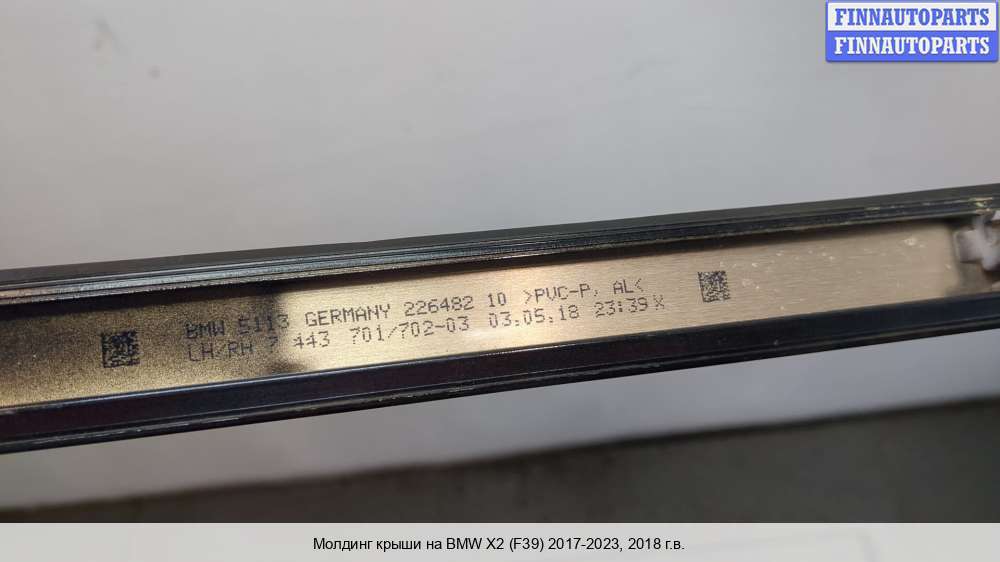 FINNAUTOPARTS
FINNAUTOPARTS
BMW 5113 GERMANY 226482 10 >PVC-P, AL<
LH/RH 7 443 701/702-03 03.05.18 23:39 X
Молдинг крыши на BMW X2 (F39) 2017-2023, 2018 г.в.